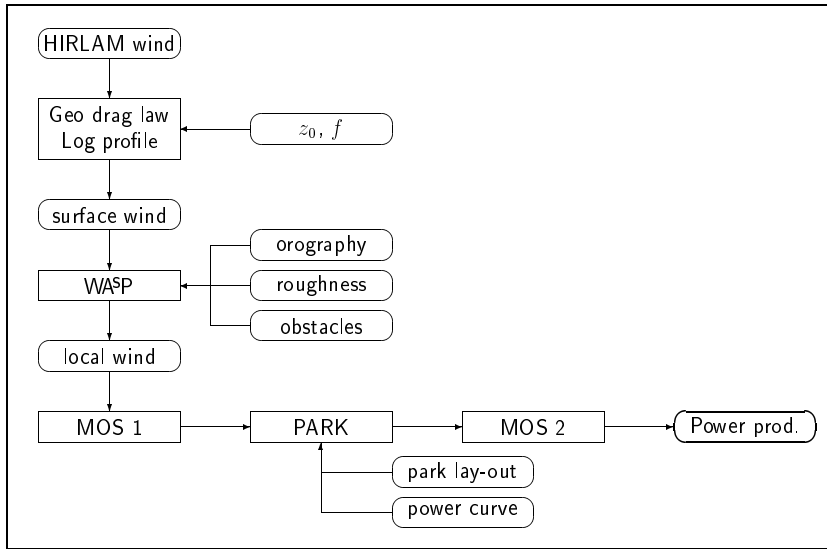 HIRLAM wind
Geo drag law
Log profile
z₀, f
surface wind
orography
WAˢP
roughness
obstacles
local wind
MOS 1
PARK
MOS 2
Power prod.
park lay-out
power curve